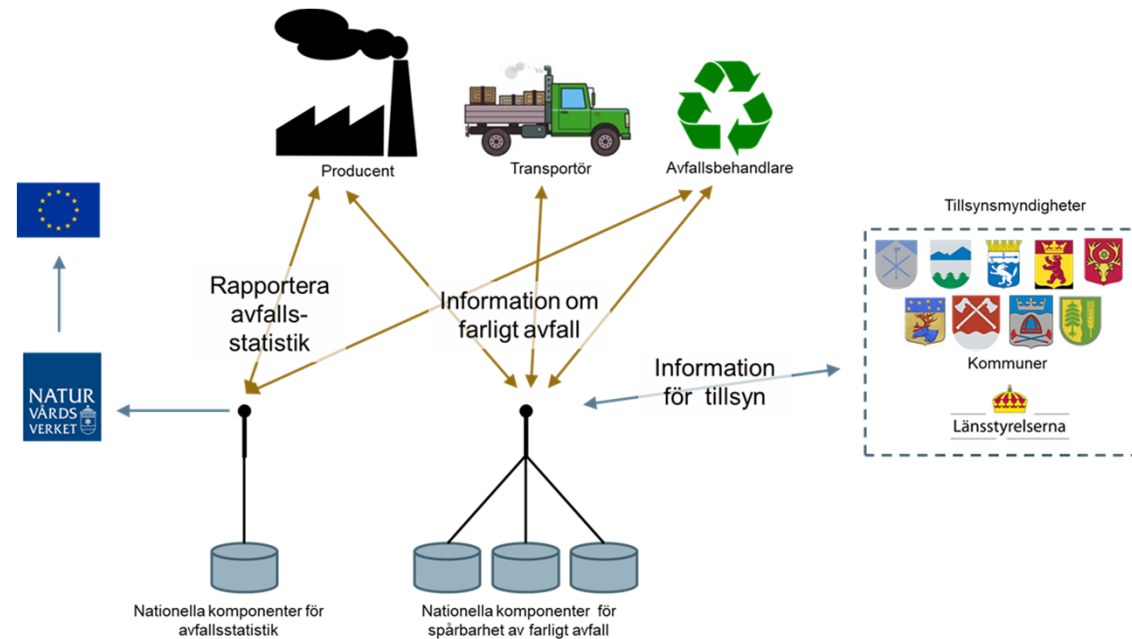 Producent
Transportör
Avfallsbehandlare
Tillsynsmyndigheter
Rapportera
avfalls-
statistik
Information om
farligt avfall
Information
för tillsyn
Kommuner
Länsstyrelserna
NATUR
VÅRDS
VERKET
Nationella komponenter för
avfallsstatistik
Nationella komponenter för
spårbarhet av farligt avfall